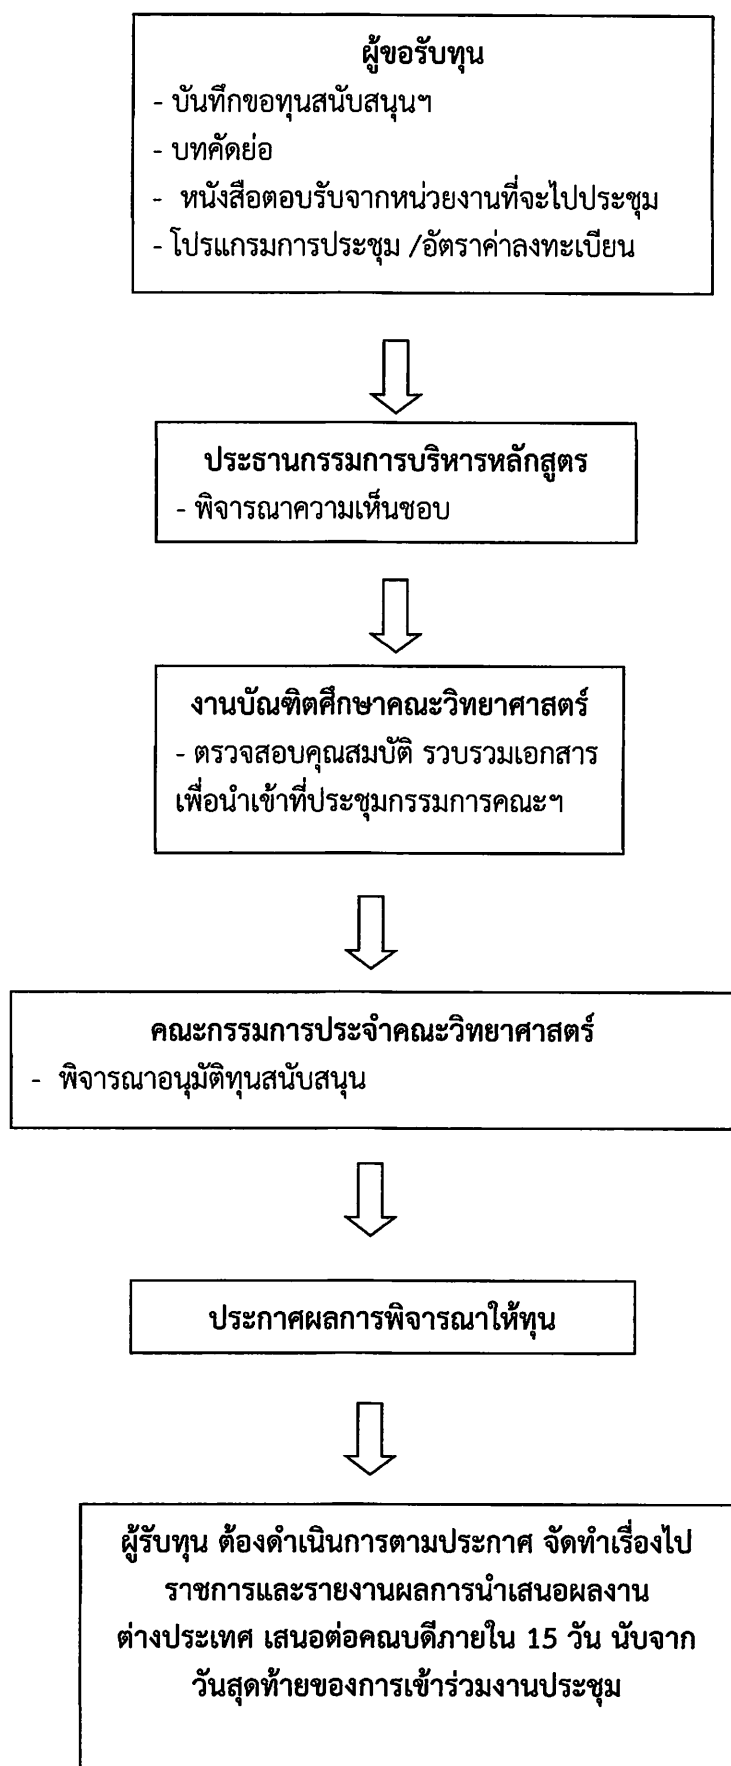 ผู้ขอรับทุน
- บันทึกขอทุนสนับสนุนฯ
- บทคัดย่อ
- หนังสือตอบรับจากหน่วยงานที่จะไปประชุม
- โปรแกรมการประชุม /อัตราค่าลงทะเบียน
ประธานกรรมการบริหารหลักสูตร
- พิจารณาความเห็นชอบ
งานบัณฑิตศึกษาคณะวิทยาศาสตร์
- ตรวจสอบคุณสมบัติ รวบรวมเอกสาร
เพื่อนำเข้าที่ประชุมกรรมการคณะฯ
คณะกรรมการประจำคณะวิทยาศาสตร์
- พิจารณาอนุมัติทุนสนับสนุน
ประกาศผลการพิจารณาให้ทุน
ผู้รับทุน ต้องดำเนินการตามประกาศ จัดทำเรื่องไป
ราชการและรายงานผลการนำเสนอผลงาน
ต่างประเทศ เสนอต่อคณบดีภายใน 15 วัน นับจาก
วันสุดท้ายของการเข้าร่วมงานประชุม